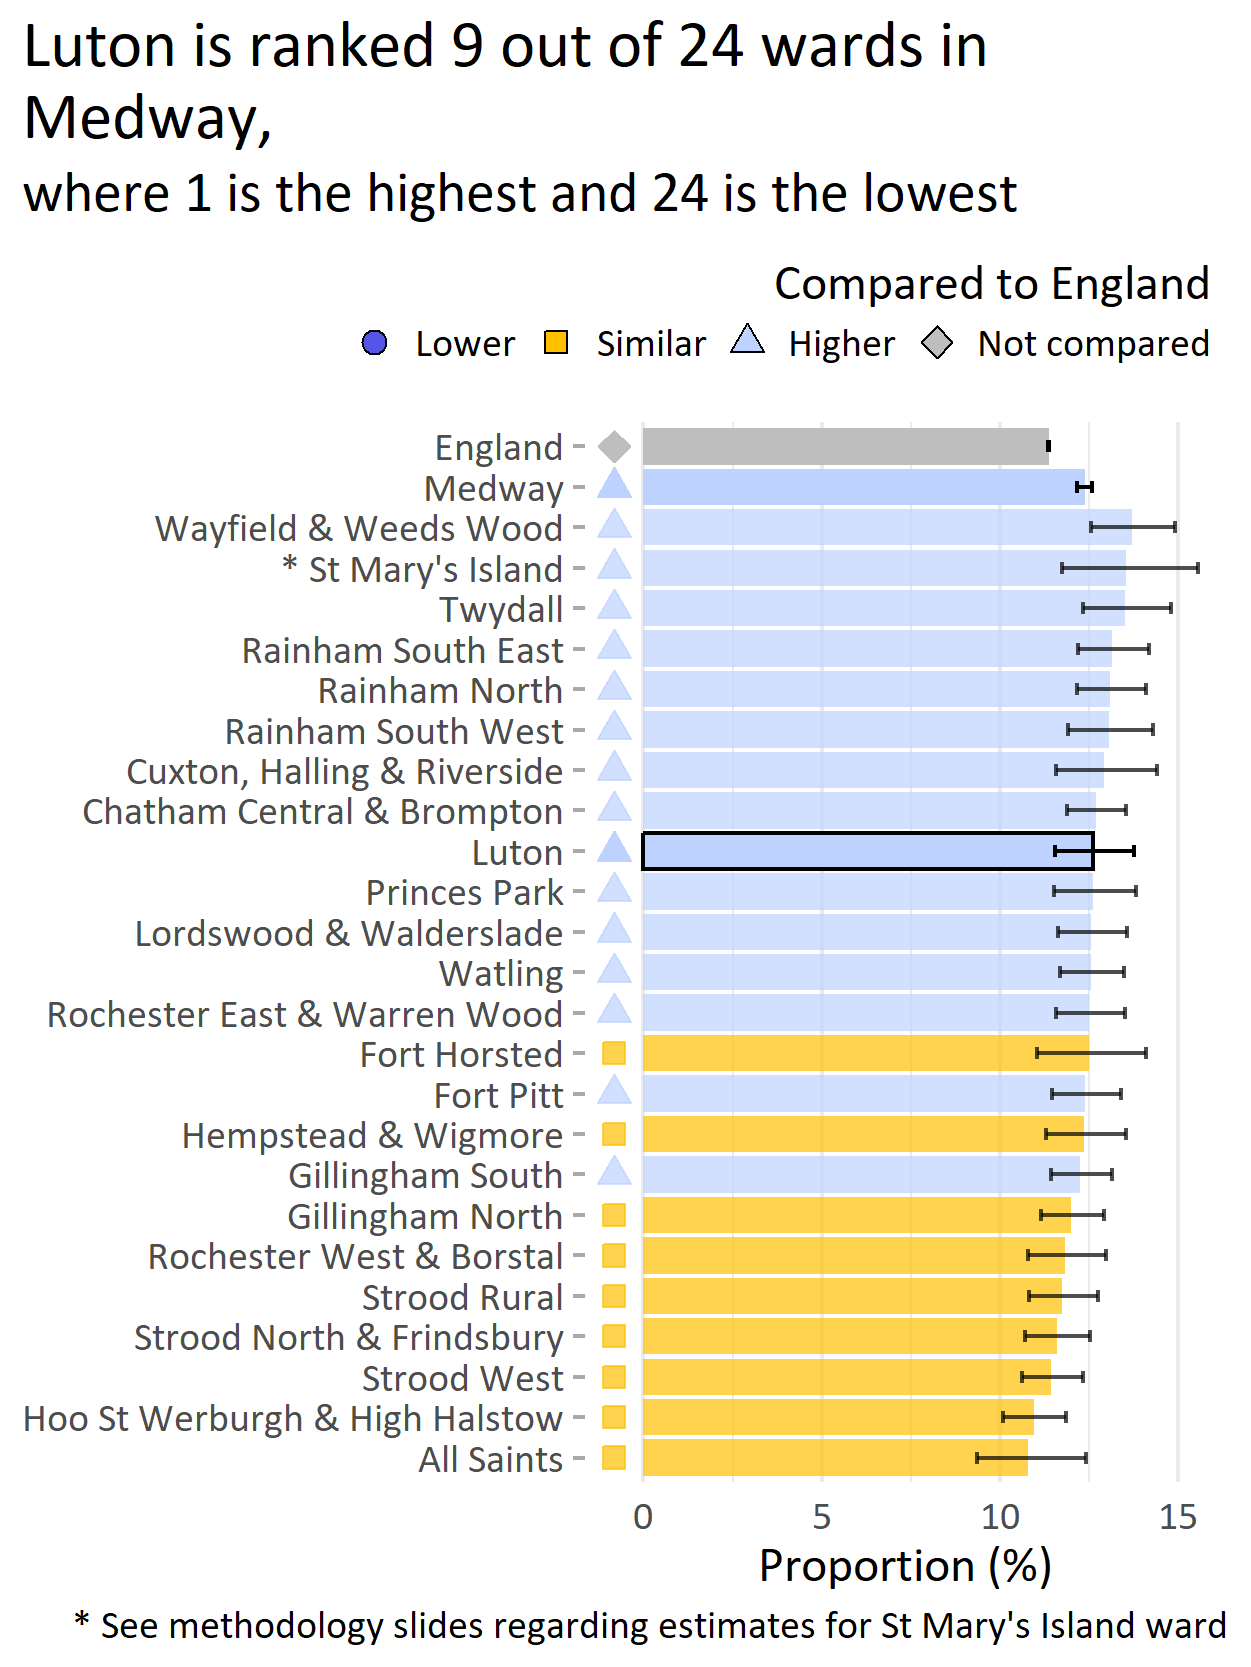 Luton is ranked 9 out of 24 wards in
Medway,
where 1 is the highest and 24 is the lowest
Compared to England
Lower Similar Higher Not compared
England
Medway
Wayfield & Weeds Wood
* St Mary's Island
Twydall
Rainham South East
Rainham North
Rainham South West
Cuxton, Halling & Riverside
Chatham Central & Brompton
Luton
Princes Park
Lordswood & Walderslade
Watling
Rochester East & Warren Wood
Fort Horsted
Fort Pitt
Hempstead & Wigmore
Gillingham South
Gillingham North
Rochester West & Borstal
Strood Rural
Strood North & Frindsbury
Strood West
Hoo St Werburgh & High Halstow
All Saints
0 5 10 15
Proportion (%)
* See methodology slides regarding estimates for St Mary's Island ward